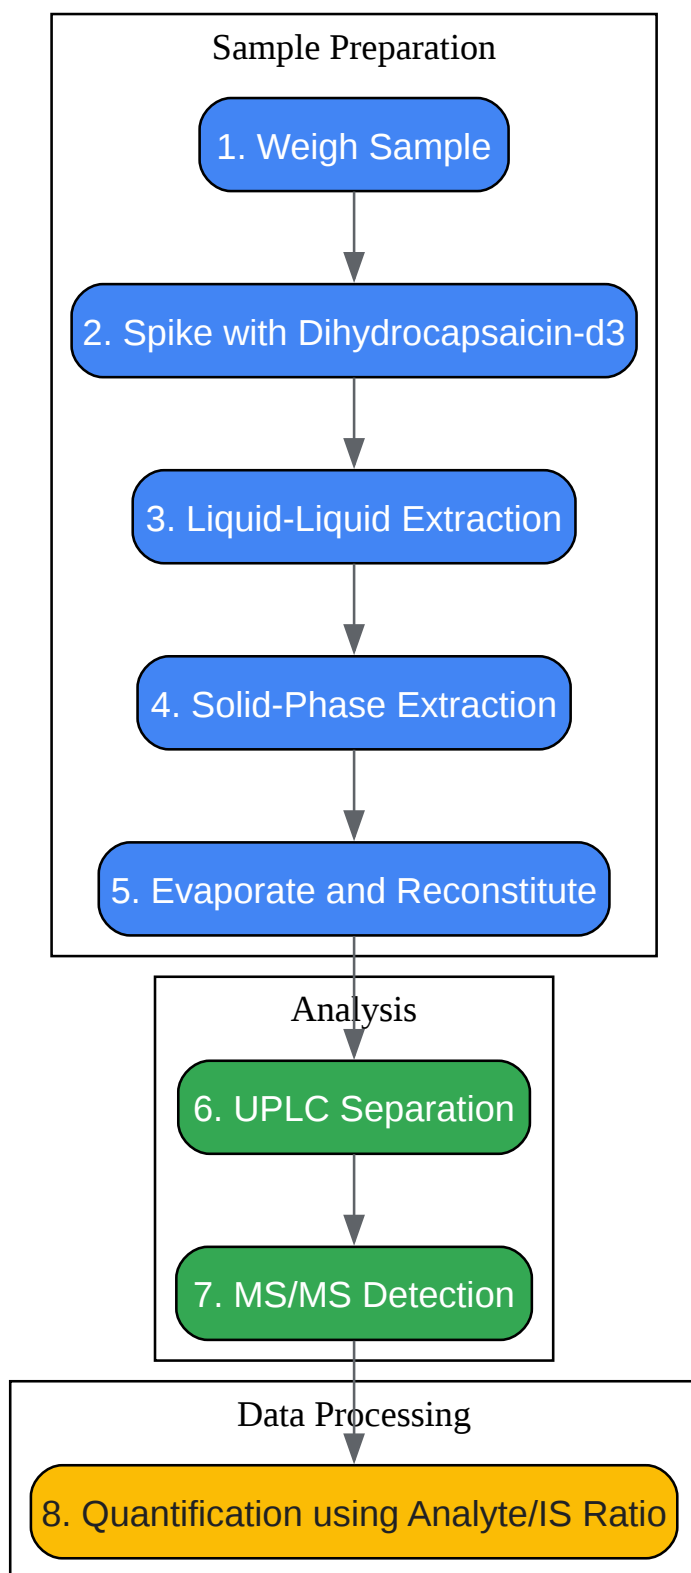 Sample Preparation
1. Weigh Sample
2. Spike with Dihydrocapsaicin-d3
3. Liquid-Liquid Extraction
4. Solid-Phase Extraction
5. Evaporate and Reconstitute
Analysis
6. UPLC Separation
7. MS/MS Detection
Data Processing
8. Quantification using Analyte/IS Ratio